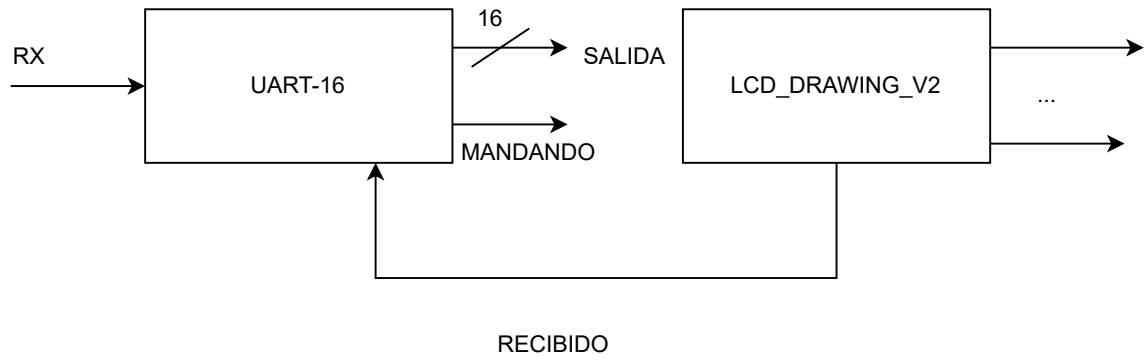 16
RX
UART-16
SALIDA
LCD_DRAWING_V2
...
MANDANDO
RECIBIDO